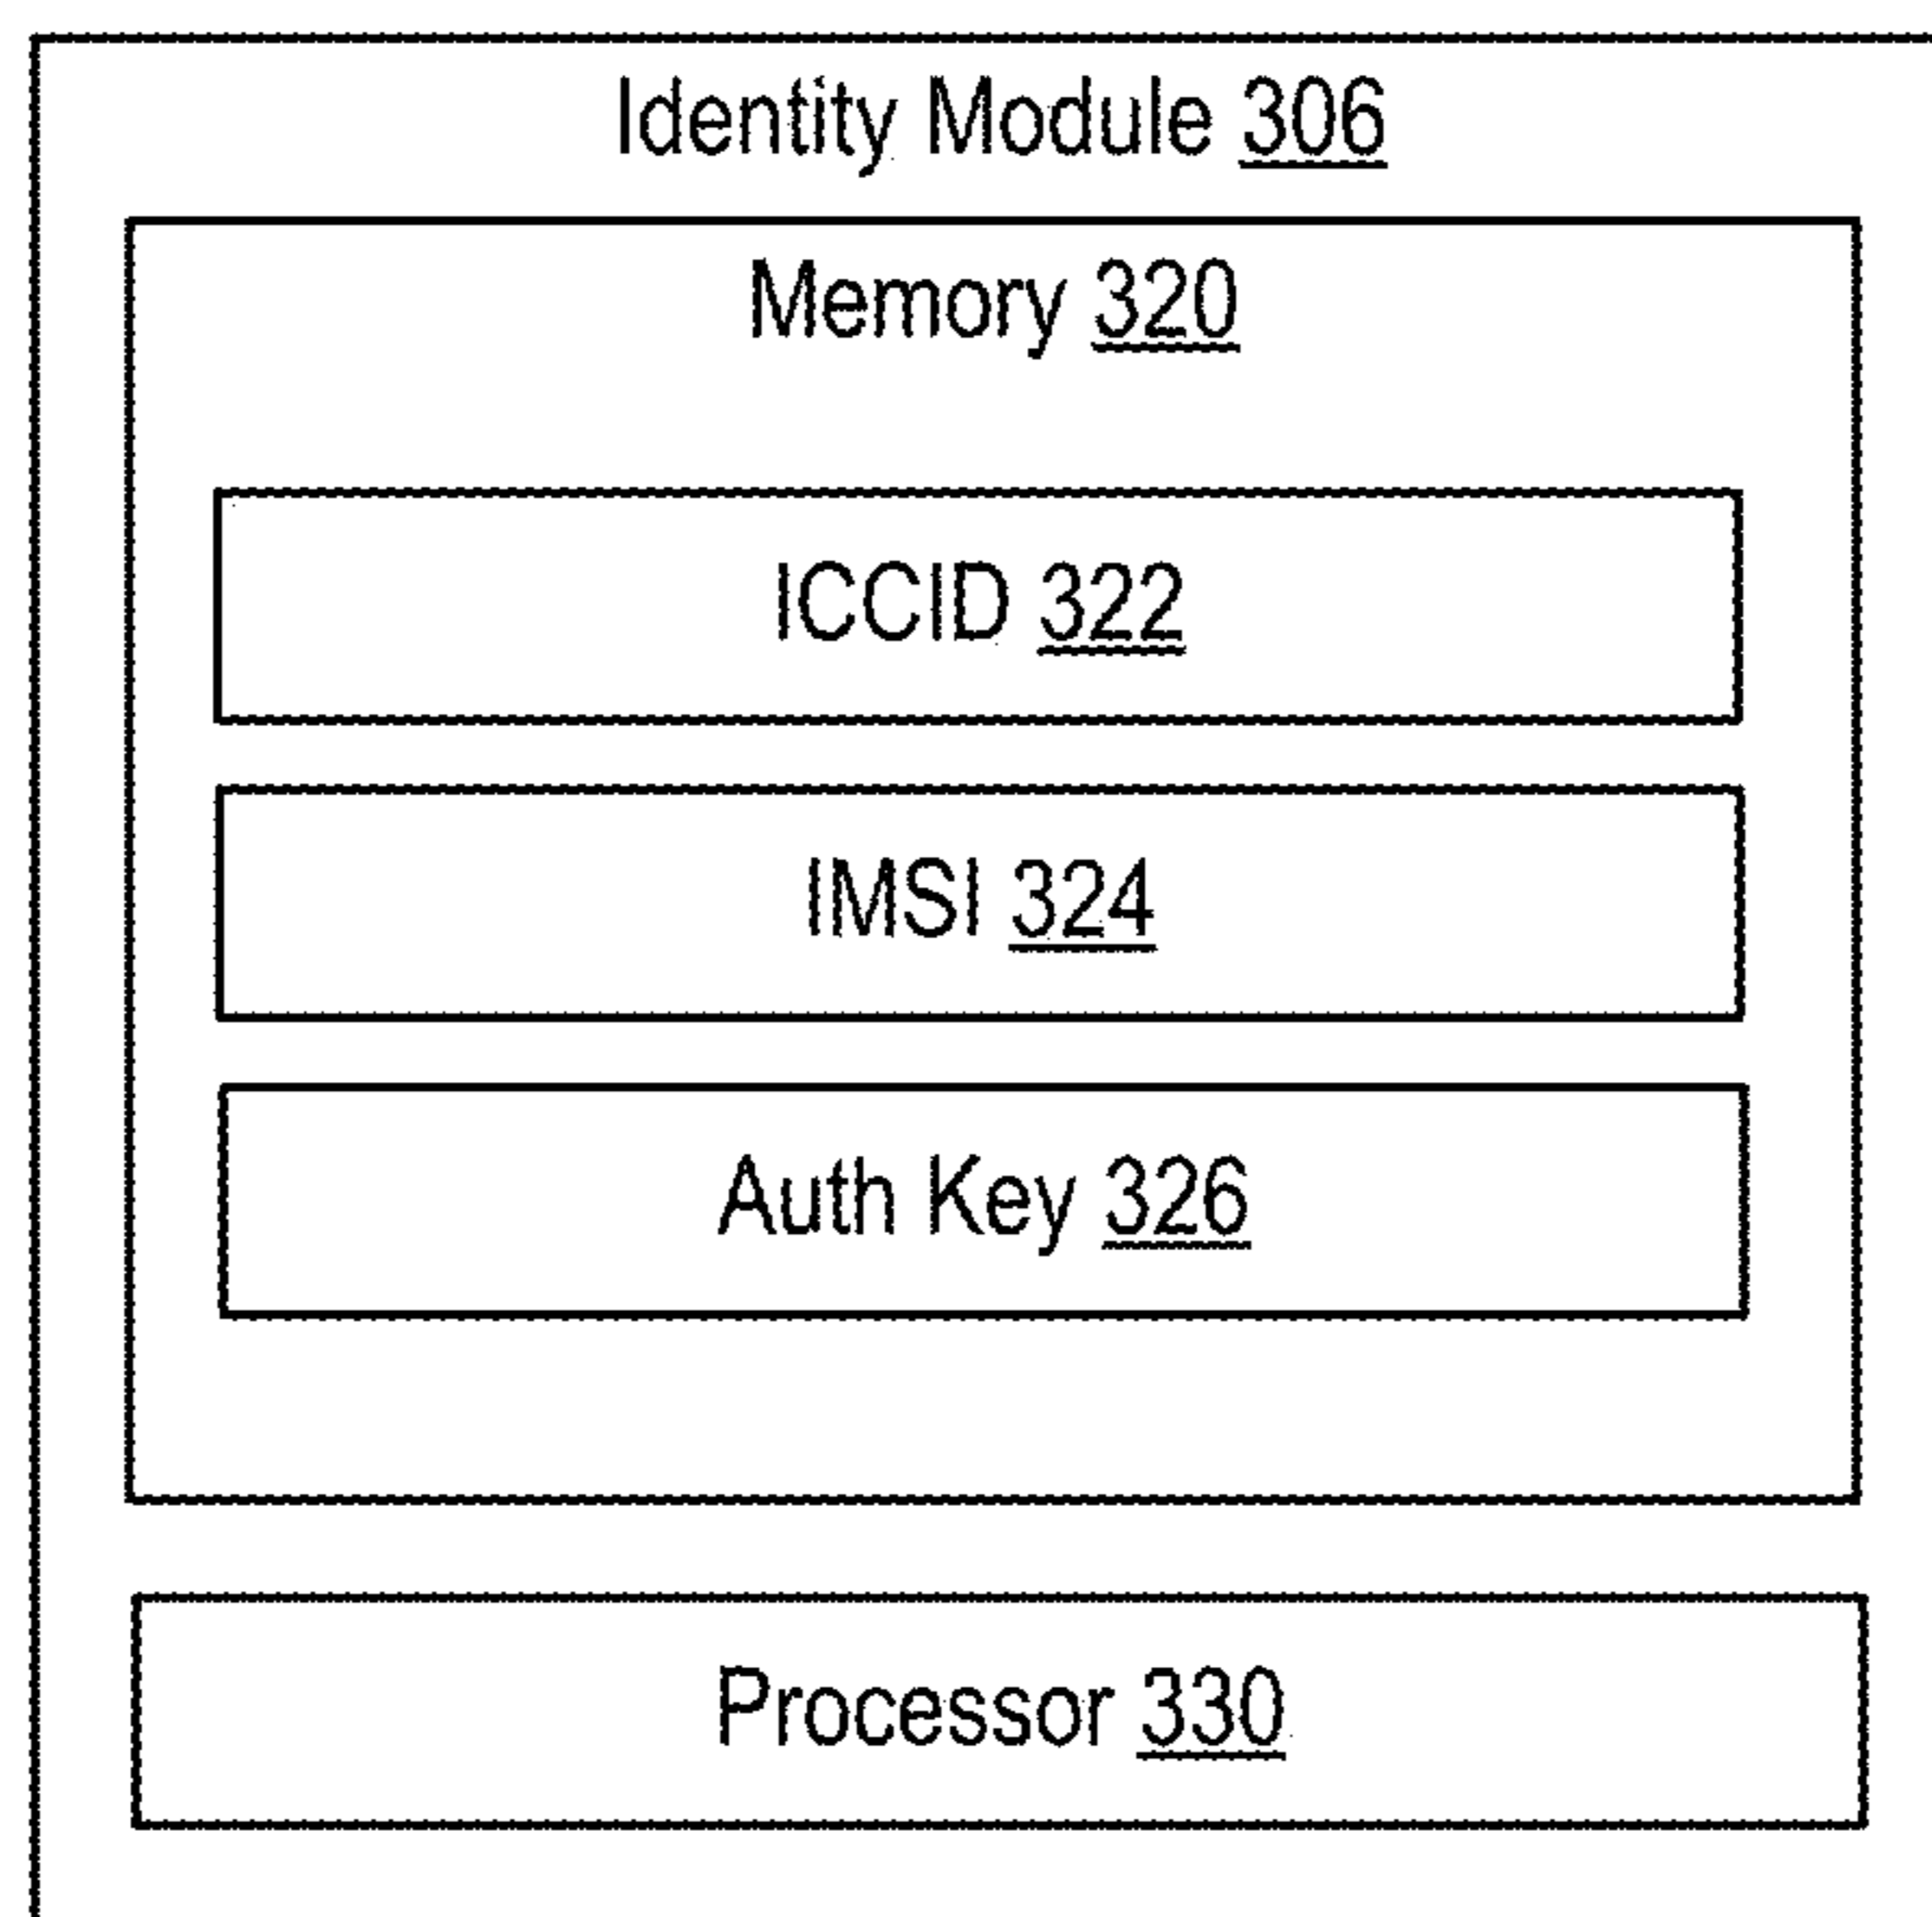 Identity Module 306
Memory 320
ICCID 322
IMSI 324
Auth Key 326
Processor 330